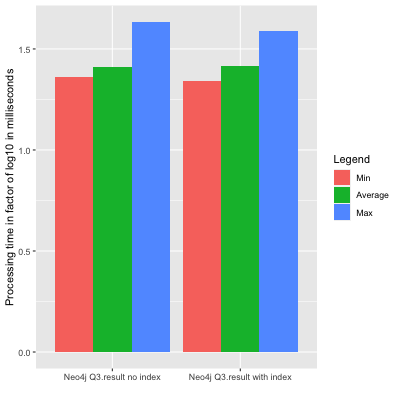 Processing time in factor of log10 in milliseconds
1.5
1.0
0.5
0.0
Neo4j Q3.result no index
Neo4j Q3.result with index
Legend
Min
Average
Max